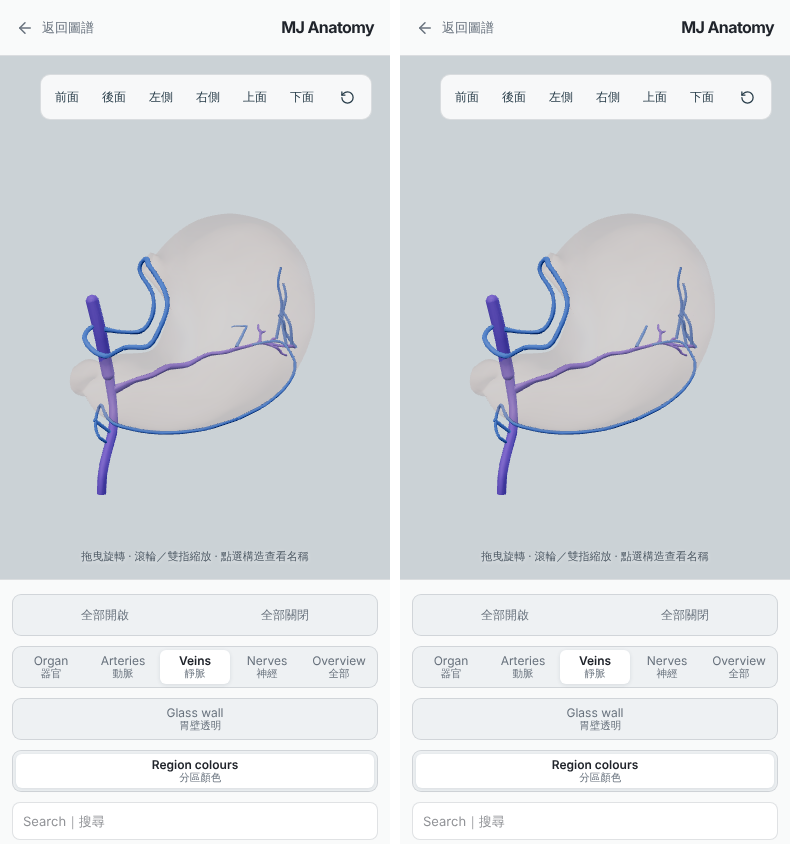 返回圖譜 MJ Anatomy
前面 後面 左側 右側 上面 下面
拖曳旋轉 · 滾輪／雙指縮放 · 點選構造查看名稱
全部開啟 全部關閉
Organ Arteries Veins Nerves Overview
器官 動脈 靜脈 神經 全部
Glass wall
胃壁透明
Region colours
分區顏色
Search｜搜尋
返回圖譜 MJ Anatomy
前面 後面 左側 右側 上面 下面
拖曳旋轉 · 滾輪／雙指縮放 · 點選構造查看名稱
全部開啟 全部關閉
Organ Arteries Veins Nerves Overview
器官 動脈 靜脈 神經 全部
Glass wall
胃壁透明
Region colours
分區顏色
Search｜搜尋